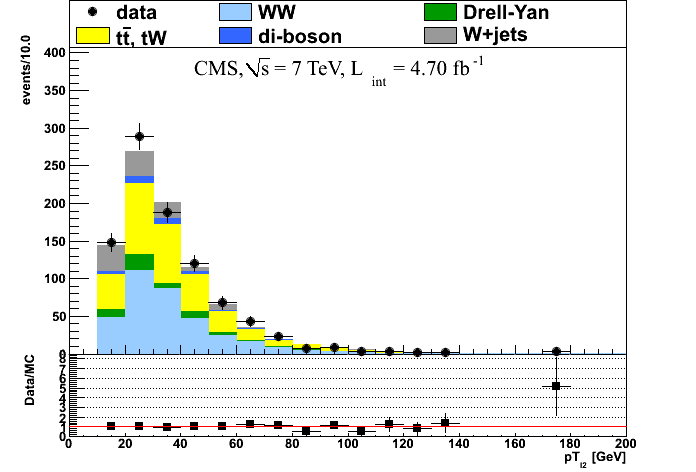 data WW Drell-Yan
tt̅, tW di-boson W+jets
CMS, √s = 7 TeV, L int = 4.70 fb-1
events/10.0
400
350
300
250
200
150
100
50
0
Data/MC
8
7
6
5
4
3
2
1
0
0 20 40 60 80 100 120 140 160 180 200
pT l2 [GeV]